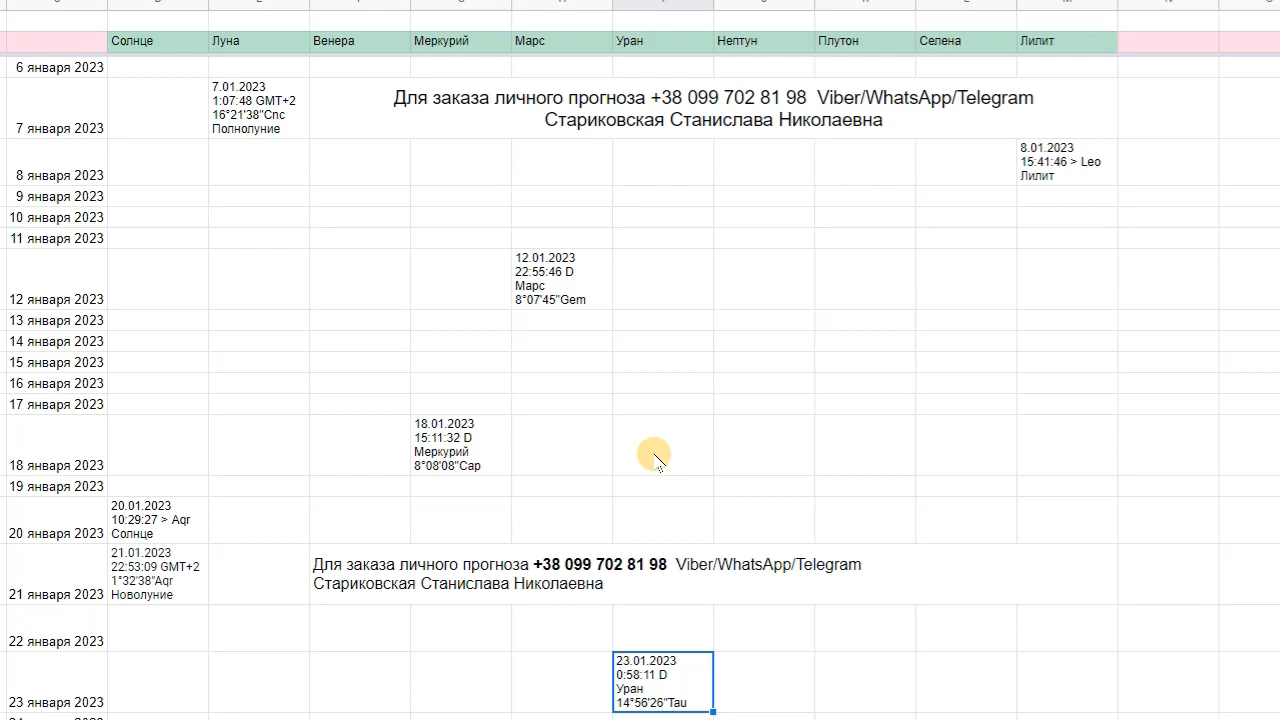 Солнце Луна Венера Меркурий Марс Уран Нептун Плутон Селена Лилит
6 января 2023
7 января 2023
7.01.2023
1:07:48 GMT+2
16°21'38"Cnc
Полнолуние
Для заказа личного прогноза +38 099 702 81 98 Viber/WhatsApp/Telegram
Стариковская Станислава Николаевна
8 января 2023
8.01.2023
15:41:46 > Leo
Лилит
9 января 2023
10 января 2023
11 января 2023
12 января 2023
12.01.2023
22:55:46 D
Марс
8°07'45"Gem
13 января 2023
14 января 2023
15 января 2023
16 января 2023
17 января 2023
18 января 2023
18.01.2023
15:11:32 D
Меркурий
8°08'08"Cap
19 января 2023
20 января 2023
20.01.2023
10:29:27 > Aqr
Солнце
21 января 2023
21.01.2023
22:53:09 GMT+2
1°32'38"Aqr
Новолуние
Для заказа личного прогноза +38 099 702 81 98 Viber/WhatsApp/Telegram
Стариковская Станислава Николаевна
22 января 2023
23 января 2023
23.01.2023
0:58:11 D
Уран
14°56'26"Tau